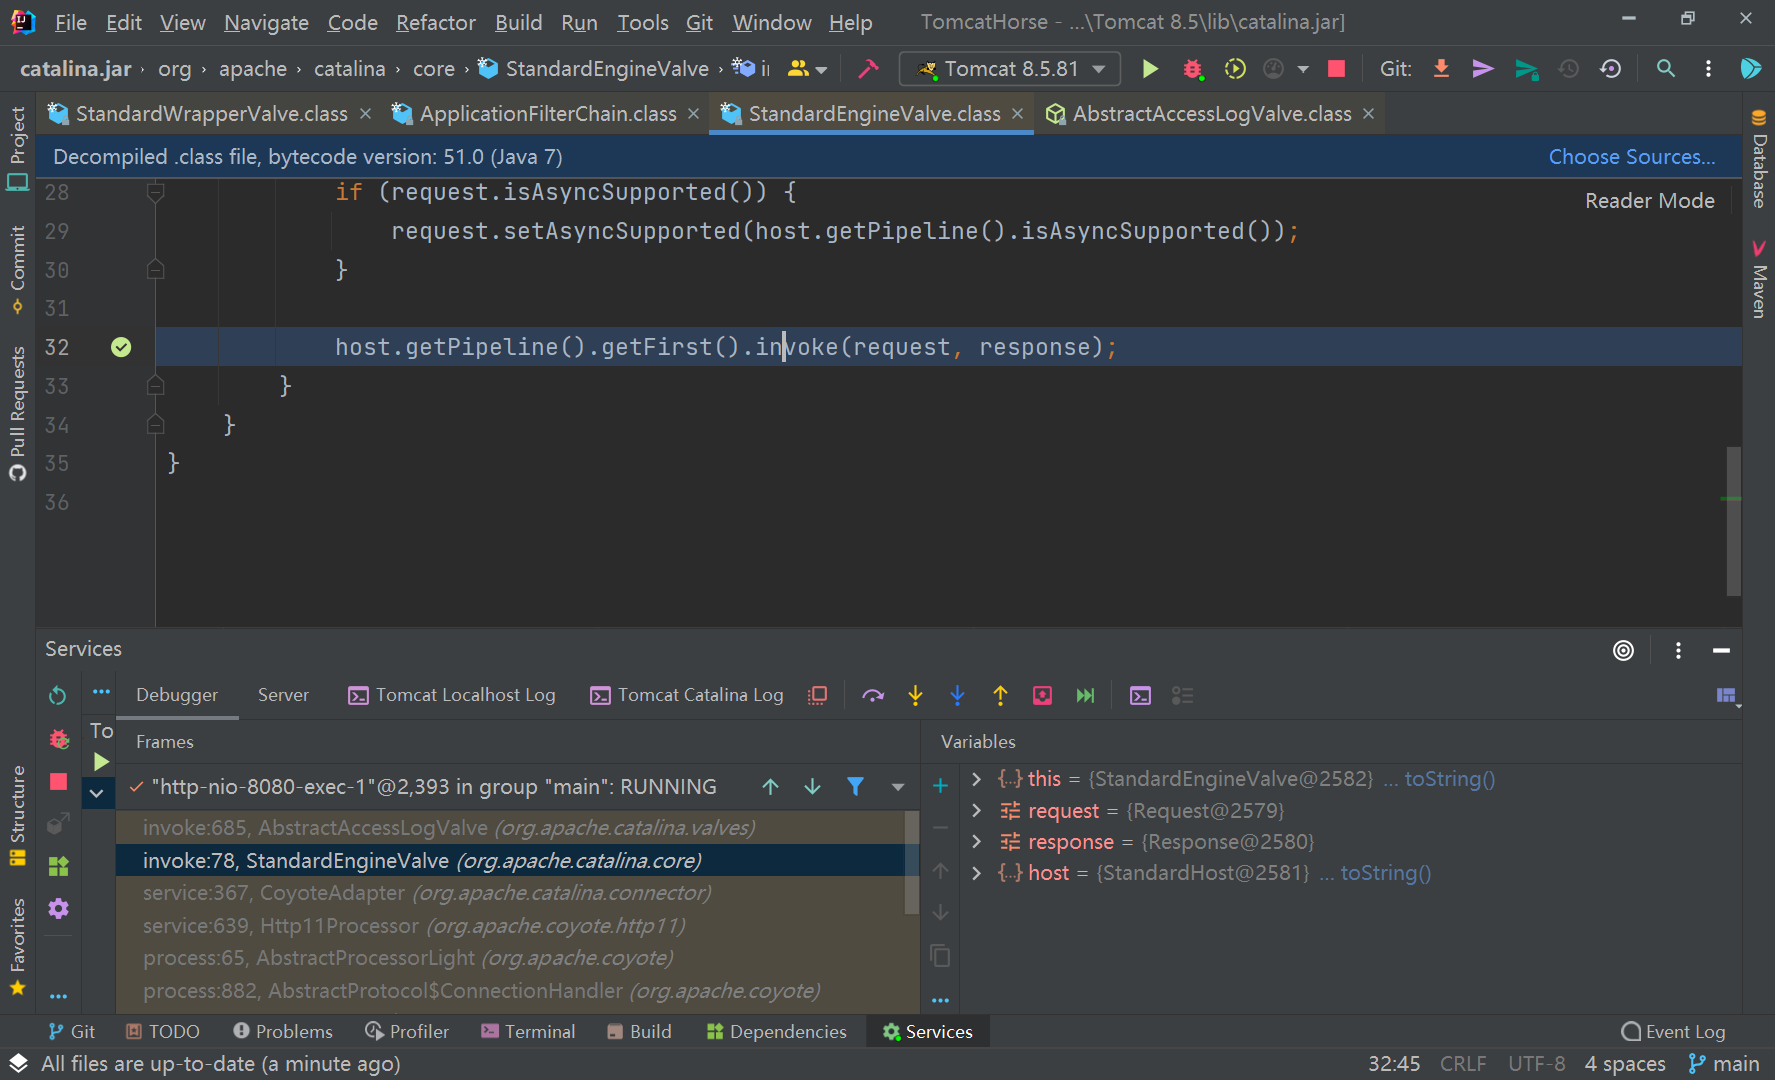 File Edit View Navigate Code Refactor Build Run Tools Git Window Help TomcatHorse - ...\Tomcat 8.5\lib\catalina.jar]
catalina.jar › org › apache › catalina › core › StandardEngineValve › Tomcat 8.5.81 Git:
StandardWrapperValve.class ApplicationFilterChain.class StandardEngineValve.class AbstractAccessLogValve.class
Decompiled .class file, bytecode version: 51.0 (Java 7) Choose Sources...
Reader Mode
28 if (request.isAsyncSupported()) {
29 request.setAsyncSupported(host.getPipeline().isAsyncSupported());
30 }
31
32 host.getPipeline().getFirst().invoke(request, response);
33 }
34 }
35 }
36
Project
Commit
Pull Requests
Structure
Favorites
Database
Maven
Services
Debugger Server Tomcat Localhost Log Tomcat Catalina Log
To
Frames
"http-nio-8080-exec-1"@2,393 in group "main": RUNNING
invoke:685, AbstractAccessLogValve (org.apache.catalina.valves)
invoke:78, StandardEngineValve (org.apache.catalina.core)
service:367, CoyoteAdapter (org.apache.catalina.connector)
service:639, Http11Processor (org.apache.coyote.http11)
process:65, AbstractProcessorLight (org.apache.coyote)
process:882, AbstractProtocol$ConnectionHandler (org.apache.coyote)
Variables
this = {StandardEngineValve@2582} ... toString()
request = {Request@2579}
response = {Response@2580}
host = {StandardHost@2581} ... toString()
Git TODO Problems Profiler Terminal Build Dependencies Services Event Log
All files are up-to-date (a minute ago) 32:45 CRLF UTF-8 4 spaces main